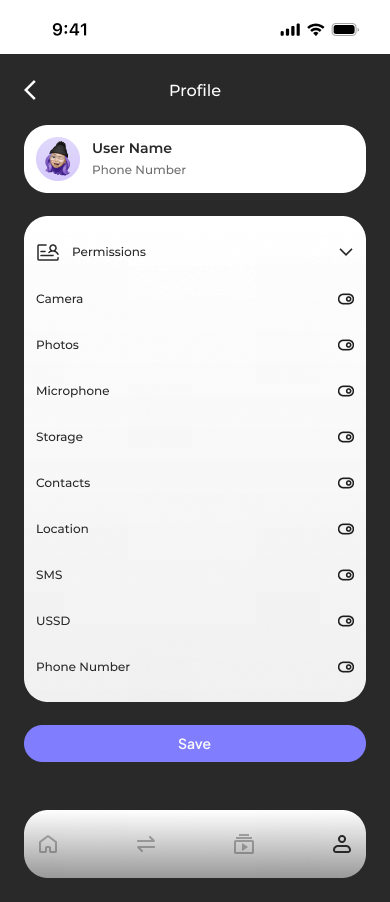 9:41
Profile
User Name
Phone Number
Permissions
Camera
Photos
Microphone
Storage
Contacts
Location
SMS
USSD
Phone Number
Save